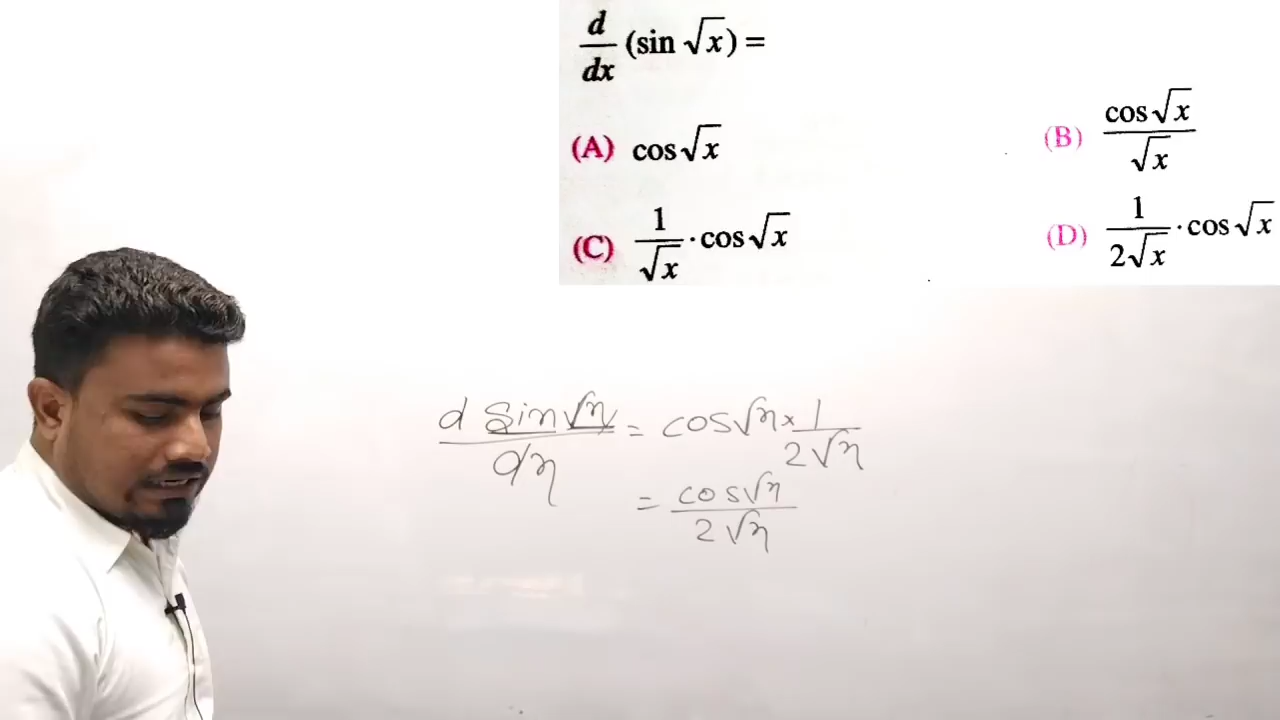 d/dx (sin √x) =
(A) cos √x
(B) cos √x / √x
(C) 1/√x · cos √x
(D) 1/2√x · cos √x
d sin√x / dx = cos√x × 1/2√x
= cos√x / 2√x